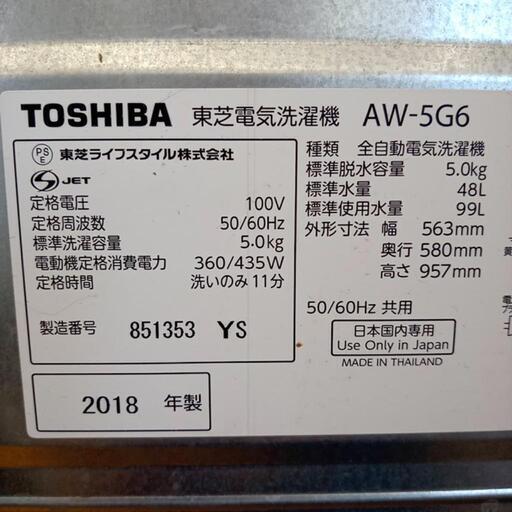 TOSHIBA 東芝電気洗濯機 AW-5G6
PS
E 東芝ライフスタイル株式会社
S JET
定格電圧 100V
定格周波数 50/60Hz
標準洗濯容量 5.0kg
電動機定格消費電力 360/435W
定格時間 洗いのみ11分
製造番号 851353 YS
2018 年製
種類 全自動電気洗濯機
標準脱水容量 5.0kg
標準水量 48L
標準使用水量 99L
外形寸法 幅 563mm
奥行 580mm
高さ 957mm
50/60Hz 共用
日本国内専用
Use Only in Japan
MADE IN THAILAND